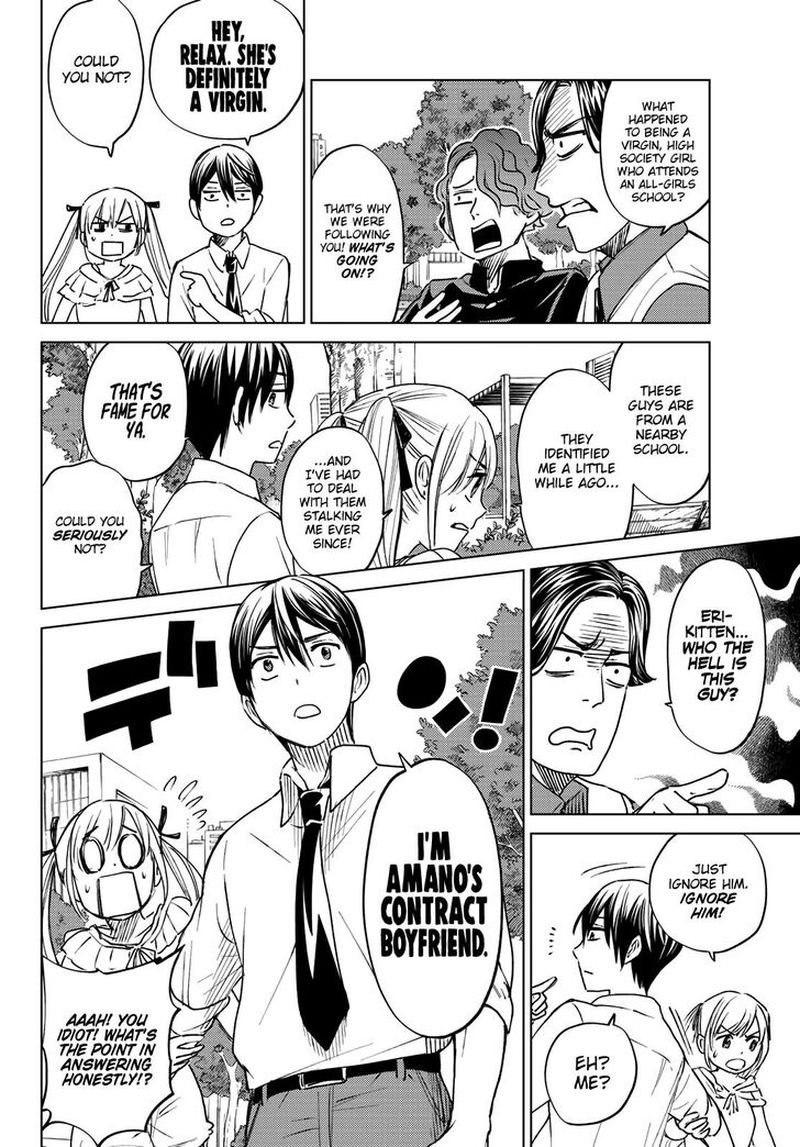 WHAT
HAPPENED
TO BEING A
VIRGIN, HIGH
SOCIETY GIRL
WHO ATTENDS
AN ALL-GIRLS
SCHOOL?
THAT'S WHY
WE WERE
FOLLOWING
YOU! WHAT'S
GOING
ON!?
HEY,
RELAX. SHE'S
DEFINITELY
A VIRGIN.
COULD
YOU NOT?
THESE
GUYS ARE
FROM A
NEARBY
SCHOOL.
THEY
IDENTIFIED
ME A LITTLE
WHILE AGO...
...AND
I'VE HAD
TO DEAL
WITH THEM
STALKING
ME EVER
SINCE!
THAT'S
FAME FOR
YA.
COULD YOU
SERIOUSLY
NOT?
ERI-
KITTEN...
WHO THE
HELL IS
THIS
GUY?
JUST
IGNORE HIM.
IGNORE
HIM!
EH?
ME?
デン!
I'M
AMANO'S
CONTRACT
BOYFRIEND.
AAAH! YOU
IDIOT! WHAT'S
THE POINT IN
ANSWERING
HONESTLY!?